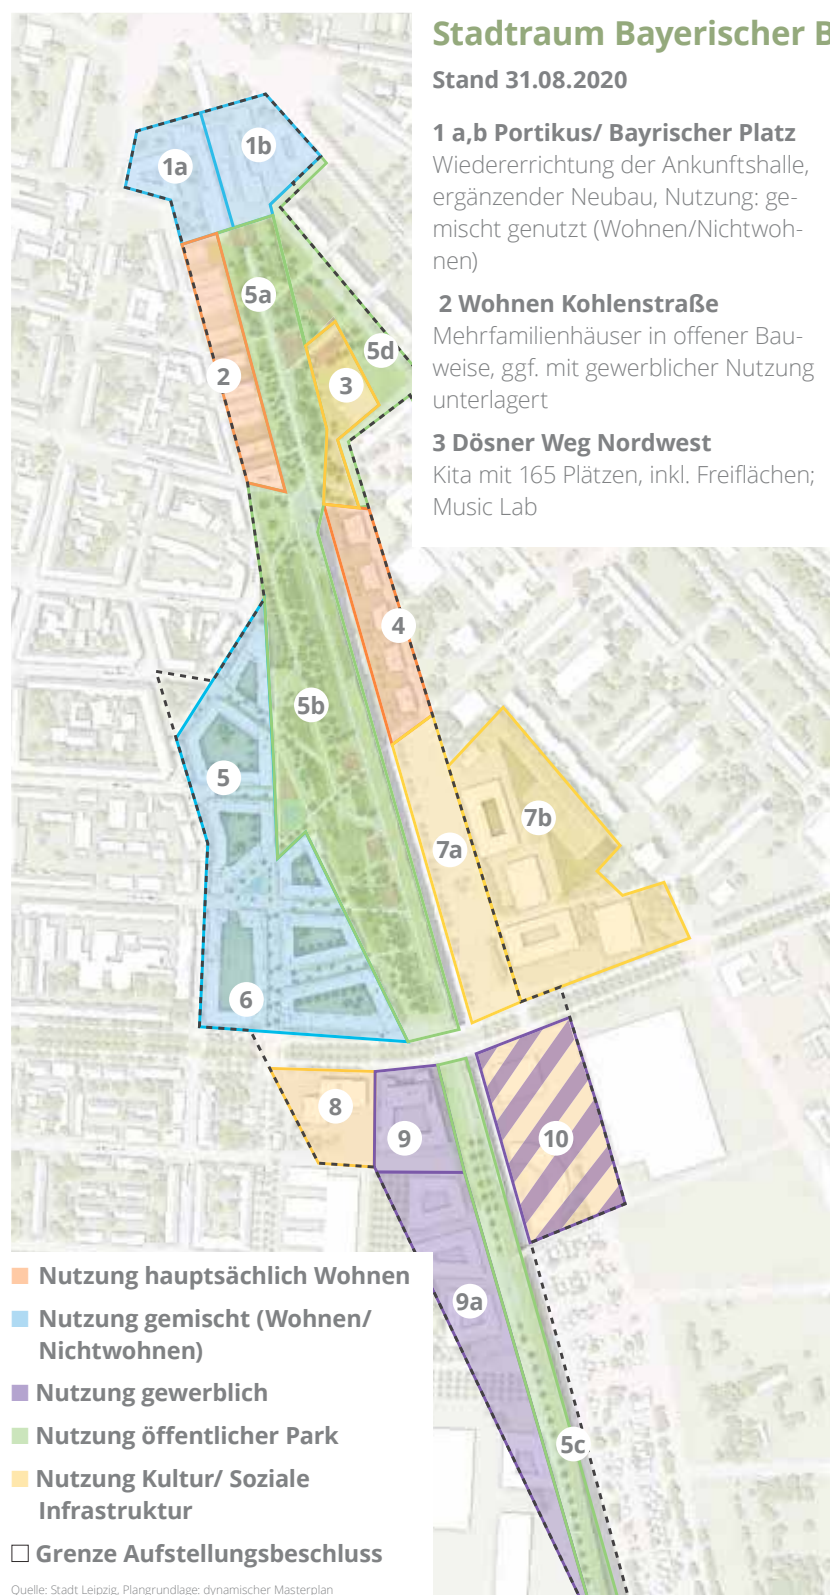 Stadtraum Bayerischer B
Stand 31.08.2020
1 a,b Portikus/ Bayrischer Platz
Wiedererrichtung der Ankunftshalle,
ergänzender Neubau, Nutzung: ge-
mischt genutzt (Wohnen/Nichtwoh-
nen)
2 Wohnen Kohlenstraße
Mehrfamilienhäuser in offener Bau-
weise, ggf. mit gewerblicher Nutzung
unterlagert
3 Dösner Weg Nordwest
Kita mit 165 Plätzen, inkl. Freiflächen;
Music Lab
1a
1b
5a
5d
2
3
4
5b
5
7b
7a
6
8
9
10
9a
5c
Nutzung hauptsächlich Wohnen
Nutzung gemischt (Wohnen/
Nichtwohnen)
Nutzung gewerblich
Nutzung öffentlicher Park
Nutzung Kultur/ Soziale
Infrastruktur
Grenze Aufstellungsbeschluss
Quelle: Stadt Leipzig, Plangrundlage: dynamischer Masterplan